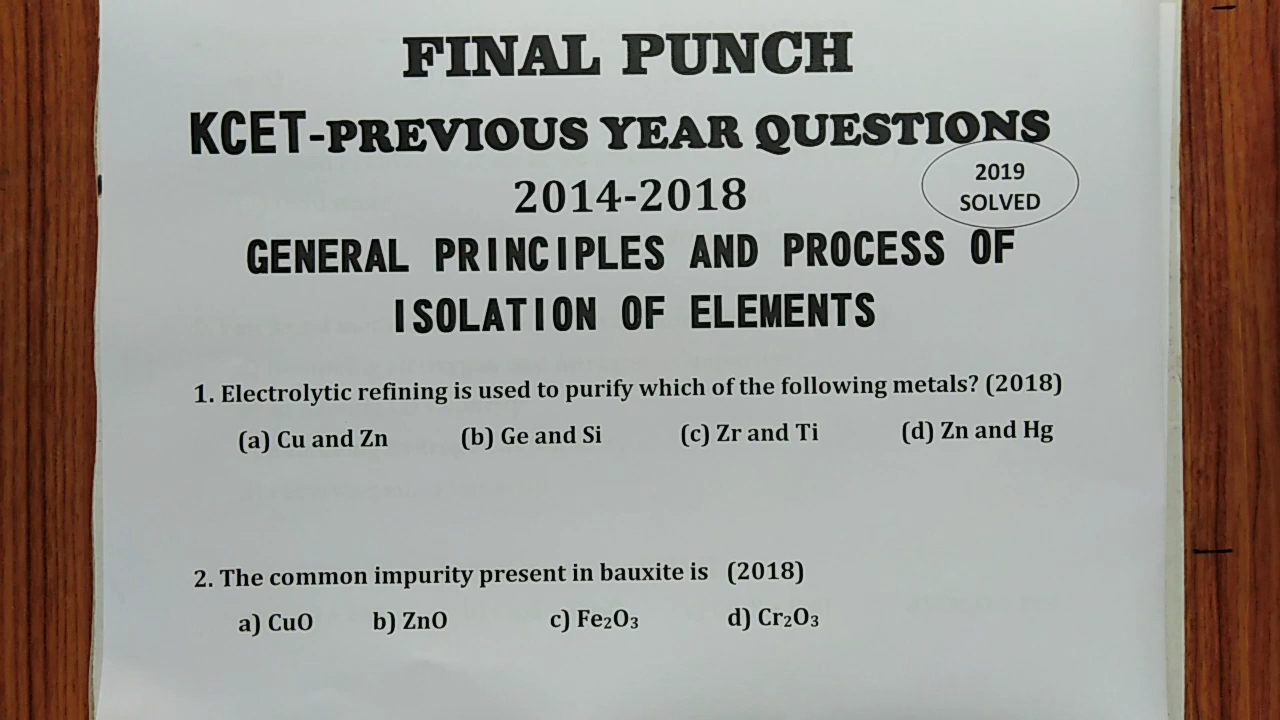 FINAL PUNCH
KCET-PREVIOUS YEAR QUESTIONS
2014-2018
2019
SOLVED
GENERAL PRINCIPLES AND PROCESS OF
ISOLATION OF ELEMENTS
1. Electrolytic refining is used to purify which of the following metals? (2018)
(a) Cu and Zn (b) Ge and Si (c) Zr and Ti (d) Zn and Hg
2. The common impurity present in bauxite is (2018)
a) CuO b) ZnO c) Fe₂O₃ d) Cr₂O₃